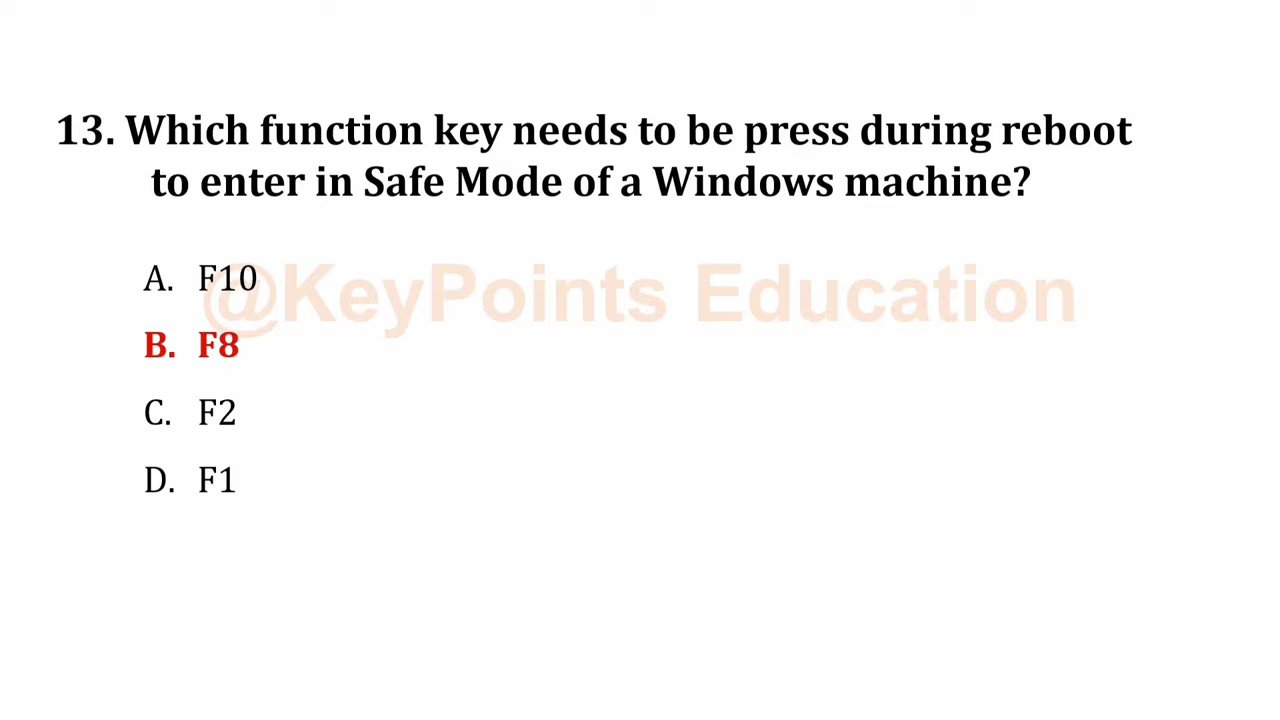 13. Which function key needs to be press during reboot
to enter in Safe Mode of a Windows machine?
A. F10
@KeyPoints Education
B. F8
C. F2
D. F1